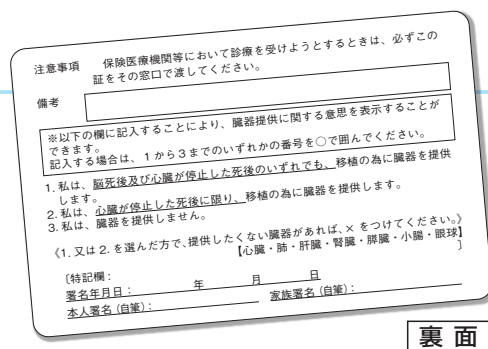 注意事項　保険医療機関等において診療を受けようとするときは、必ずこの
証をその窓口で渡してください。
備考
※以下の欄に記入することにより、臓器提供に関する意思を表示することが
できます。
記入する場合は、1から3までのいずれかの番号を○で囲んでください。
1. 私は、脳死後及び心臓が停止した死後のいずれでも、移植の為に臓器を提供
します。
2. 私は、心臓が停止した死後に限り、移植の為に臓器を提供します。
3. 私は、臓器を提供しません。
《1. 又は 2. を選んだ方で、提供したくない臓器があれば、× をつけてください。》
【心臓・肺・肝臓・腎臓・膵臓・小腸・眼球】
〔特記欄： 〕
署名年月日： 年 月 日
本人署名（自筆）： 家族署名（自筆）：
裏 面